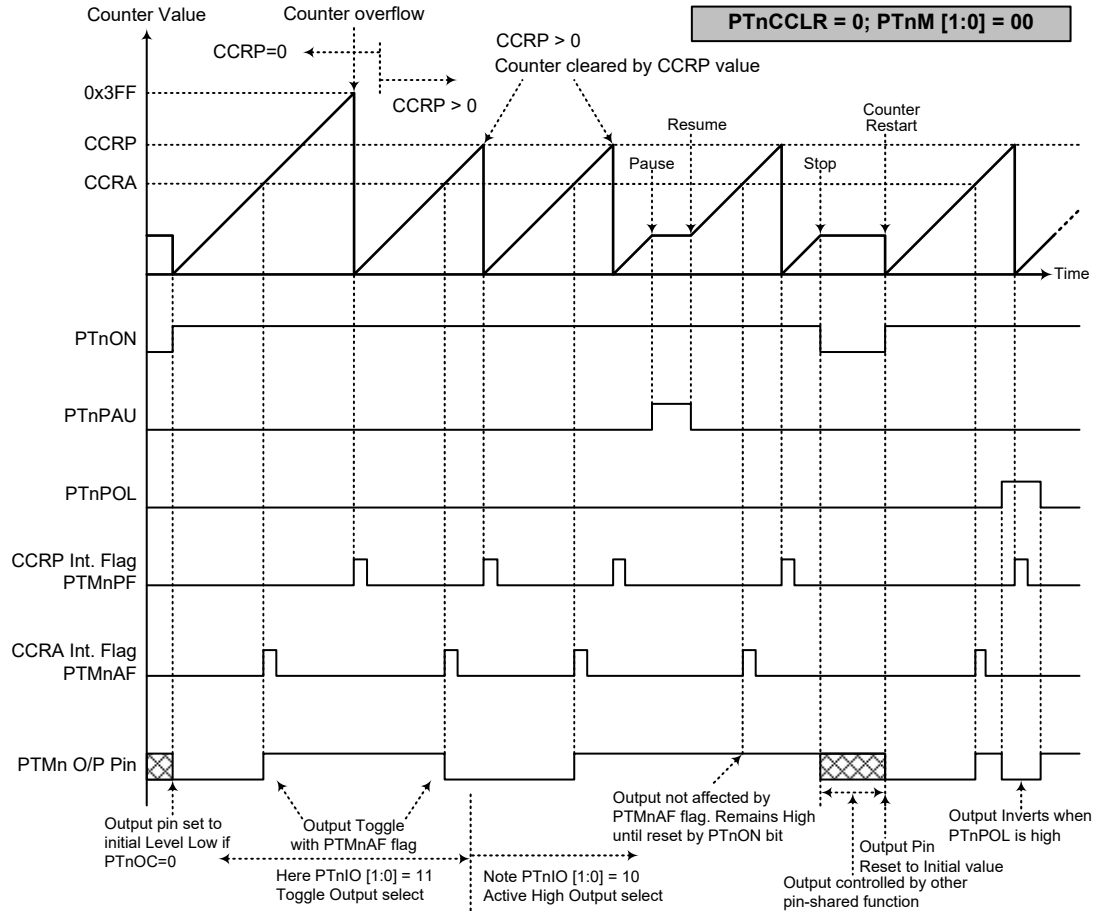 Counter Value
Counter overflow
PTnCCLR = 0; PTnM [1:0] = 00
CCRP=0
CCRP > 0
CCRP > 0
Counter cleared by CCRP value
0x3FF
CCRP
CCRA
Pause
Resume
Stop
Counter
Restart
Time
PTnON
PTnPAU
PTnPOL
CCRP Int. Flag
PTMnPF
CCRA Int. Flag
PTMnAF
PTMn O/P Pin
Output pin set to
initial Level Low if
PTnOC=0
Output Toggle
with PTMnAF flag
Here PTnIO [1:0] = 11
Toggle Output select
Note PTnIO [1:0] = 10
Active High Output select
Output not affected by
PTMnAF flag. Remains High
until reset by PTnON bit
Output Pin
Reset to Initial value
Output controlled by other
pin-shared function
Output Inverts when
PTnPOL is high